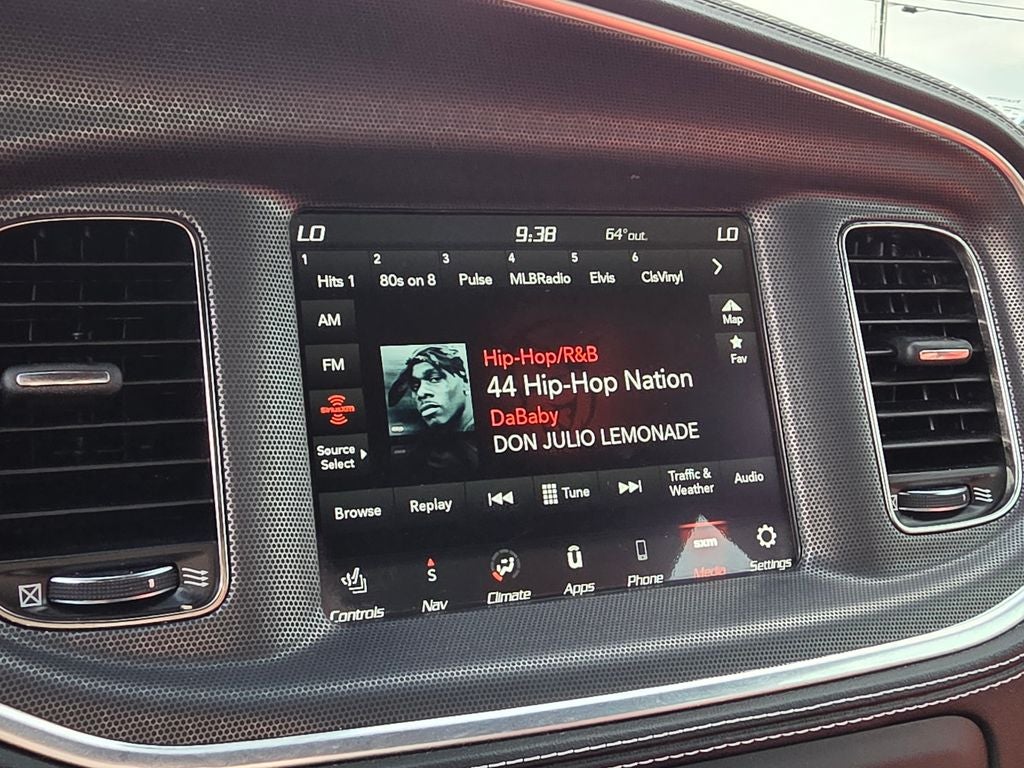 LO 9:38 64°out. LO
1 2 3 4 5 6
Hits 1 80s on 8 Pulse MLBRadio Elvis ClsVinyl
AM
Map
FM
Fav
Hip-Hop/R&B
44 Hip-Hop Nation
SiriusXM
DaBaby
DON JULIO LEMONADE
Source
Select
Browse Replay Tune
Traffic &
Weather
Audio
sxm
Controls
S
Nav
Climate
Apps
Phone
Media
Settings